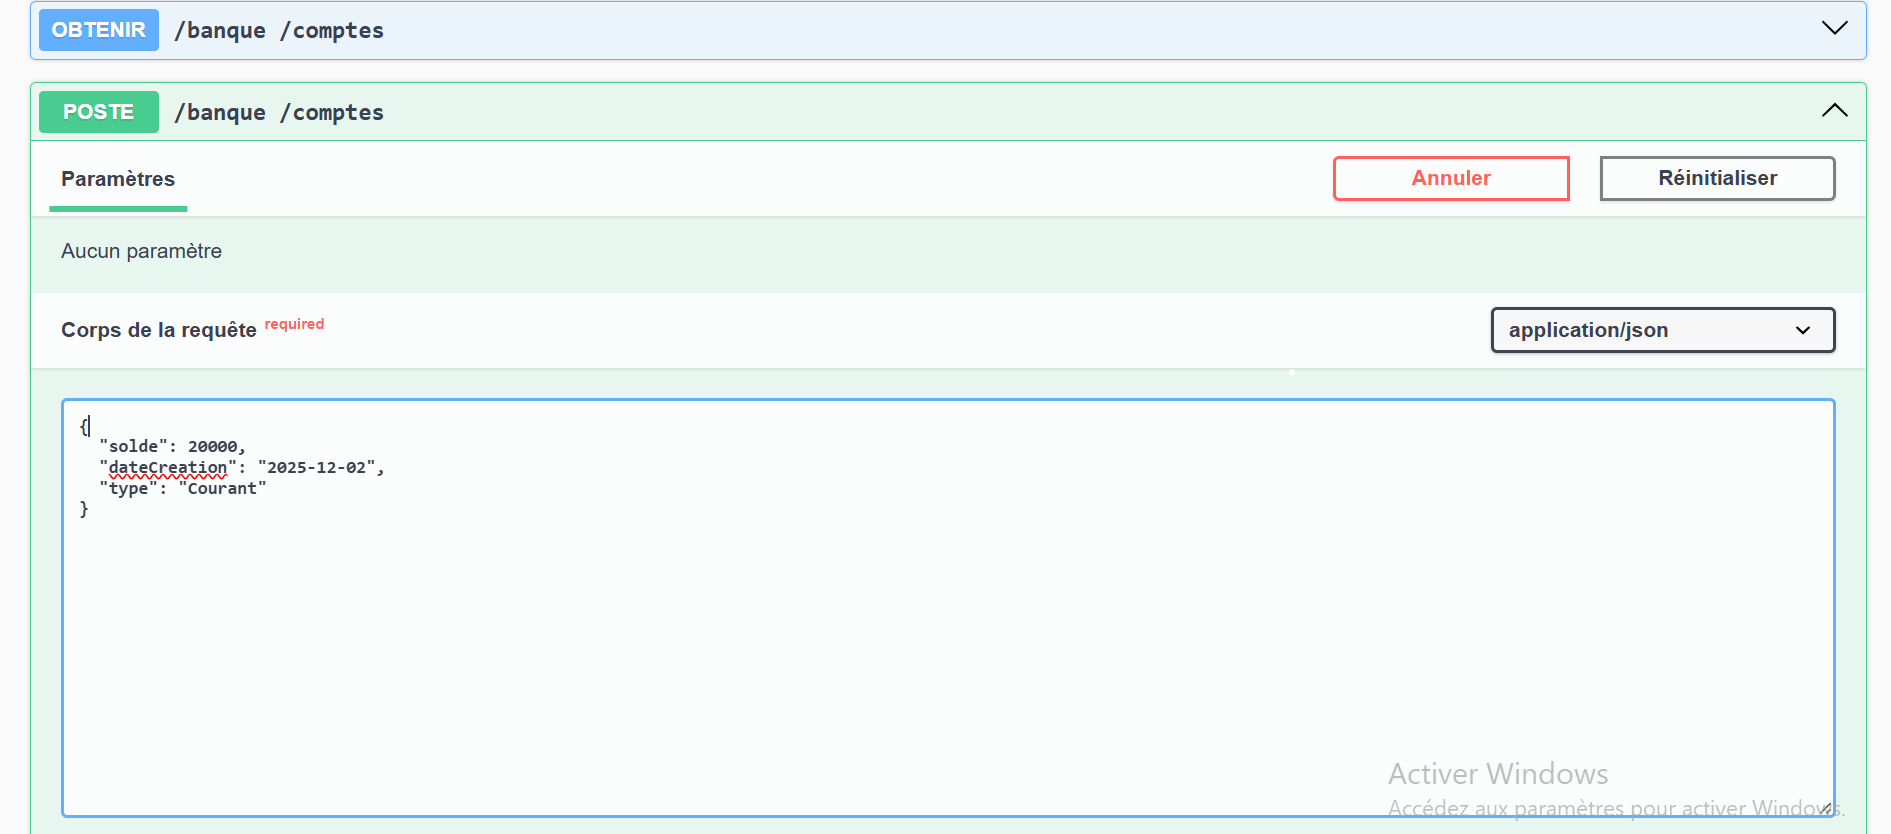 OBTENIR /banque /comptes
POSTE /banque /comptes
Paramètres
Annuler
Réinitialiser
Aucun paramètre
Corps de la requête required
application/json
{
  "solde": 20000,
  "dateCreation": "2025-12-02",
  "type": "Courant"
}
Activer Windows
Accédez aux paramètres pour activer Windows.